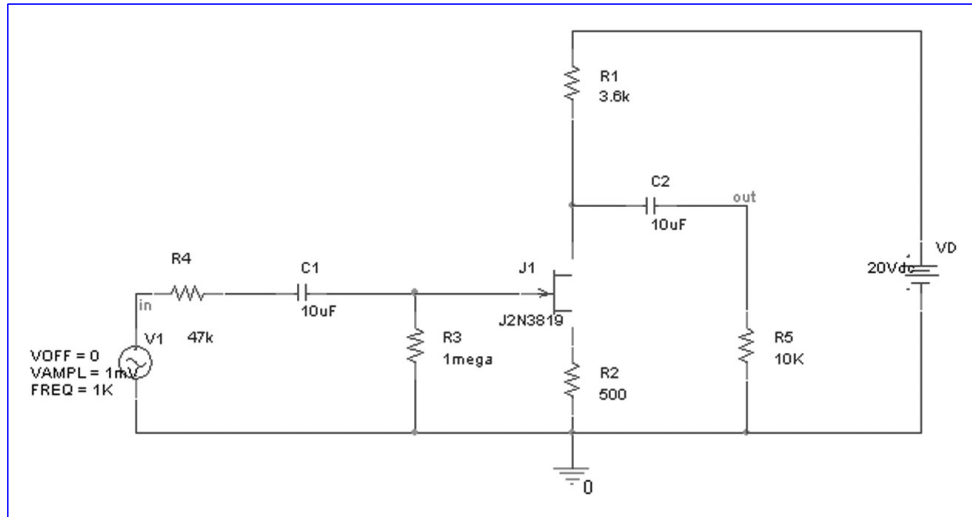 R1
3.6k
C2
out
10uF
VD
20Vdc
R4
C1
J1
in
10uF
J2N3819
V1
47k
R3
1mega
R5
10K
VOFF = 0
VAMPL = 1mV
FREQ = 1K
R2
500
0